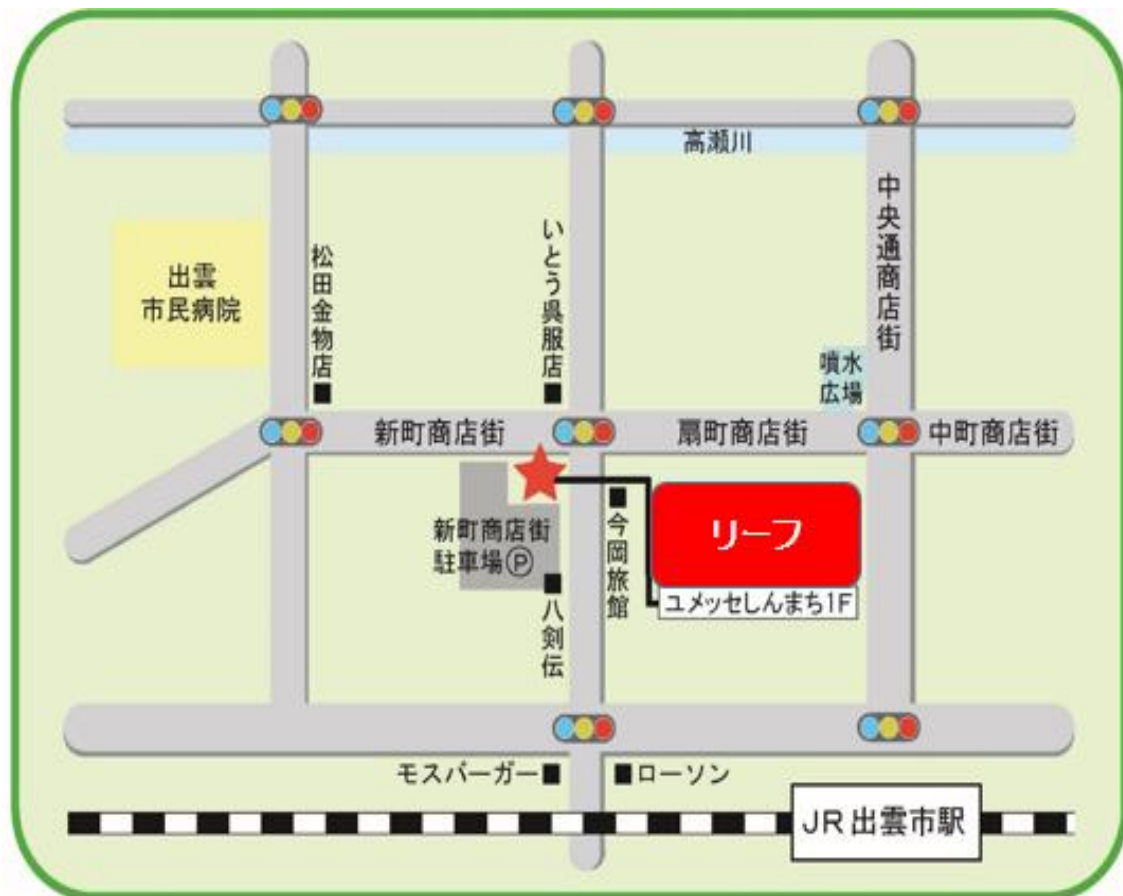 高瀬川
中央通商店街
いとう呉服店
松田金物店
出雲
市民病院
噴水
広場
新町商店街
扇町商店街
中町商店街
新町商店街
駐車場Ⓟ
今岡旅館
リーフ
ユメッセしんまち1F
八剣伝
モスバーガー
ローソン
JR出雲市駅